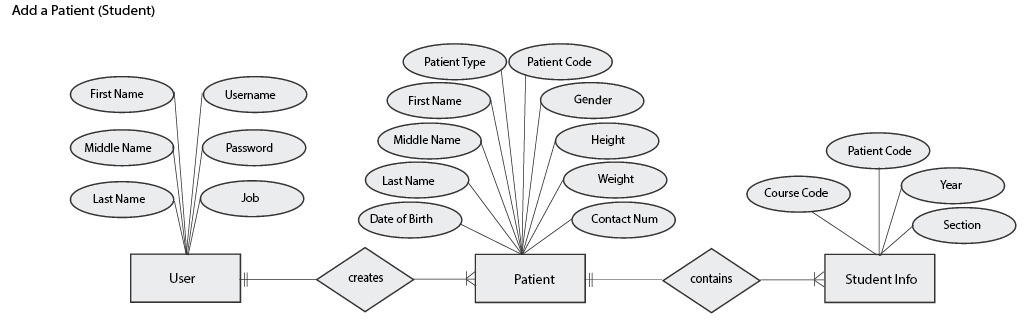 Add a Patient (Student)
First Name
Username
Middle Name
Password
Last Name
Job
Patient Type
Patient Code
First Name
Gender
Middle Name
Height
Last Name
Weight
Date of Birth
Contact Num
Patient Code
Course Code
Year
Section
User
creates
Patient
contains
Student Info